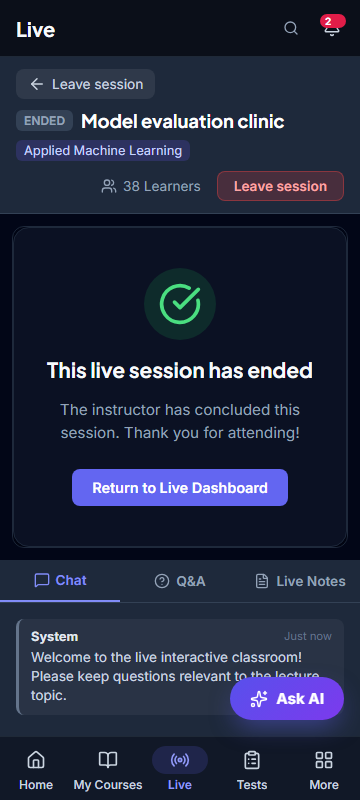 Live
2
Leave session
ENDED Model evaluation clinic
Applied Machine Learning
38 Learners
Leave session
This live session has ended
The instructor has concluded this
session. Thank you for attending!
Return to Live Dashboard
Chat
Q&A
Live Notes
System
Just now
Welcome to the live interactive classroom!
Please keep questions relevant to the lecture
topic.
Ask AI
Home
My Courses
Live
Tests
More